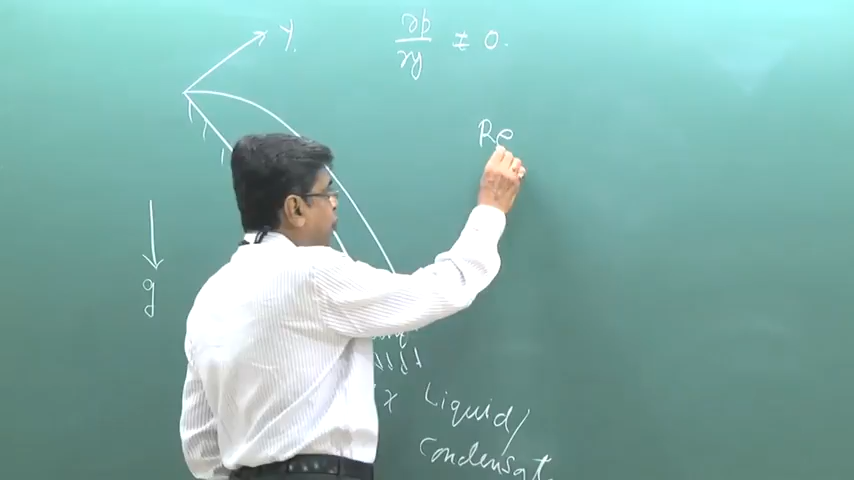 y.
∂p/∂y ≠ 0.
Re
g
x
Liquid/
Condensat